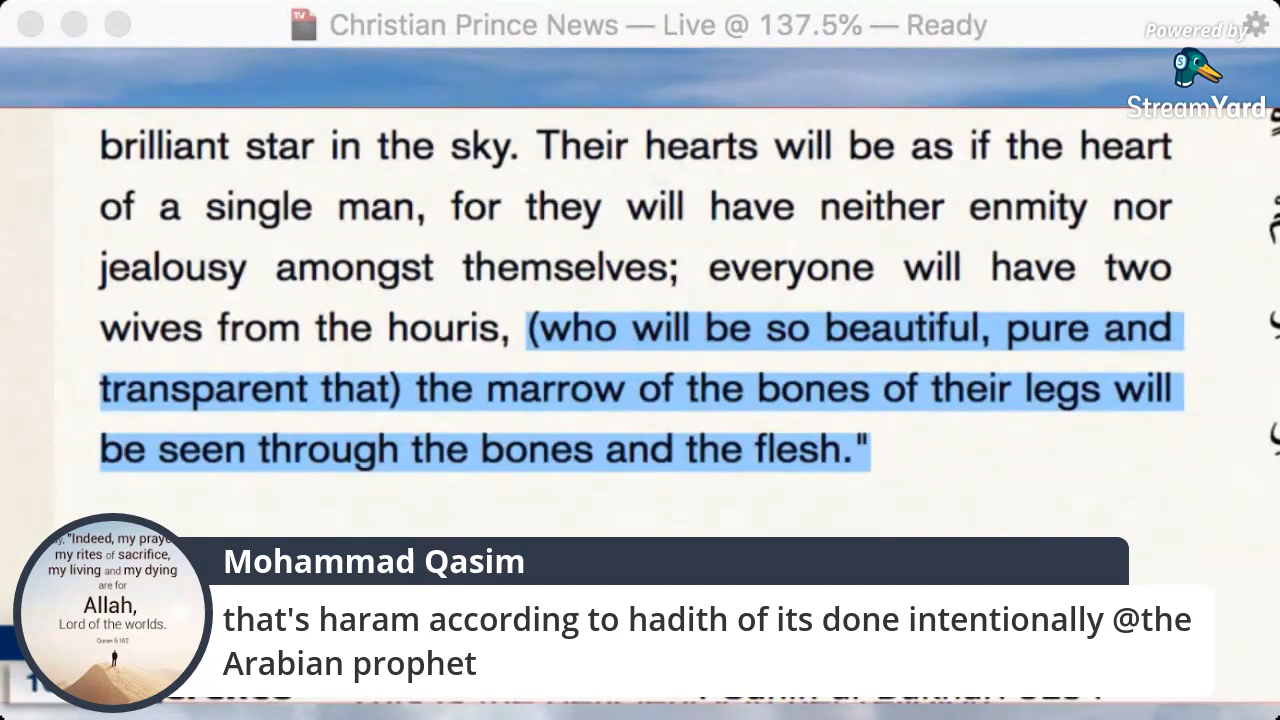 Christian Prince News — Live @ 137.5% — Ready
Powered by
StreamYard
brilliant star in the sky. Their hearts will be as if the heart
of a single man, for they will have neither enmity nor
jealousy amongst themselves; everyone will have two
wives from the houris, (who will be so beautiful, pure and
transparent that) the marrow of the bones of their legs will
be seen through the bones and the flesh."
"Indeed, my praye
my rites of sacrifice,
my living and my dying
are for
Allah,
Lord of the worlds.
Quran 6:162
Mohammad Qasim
that's haram according to hadith of its done intentionally @the
Arabian prophet